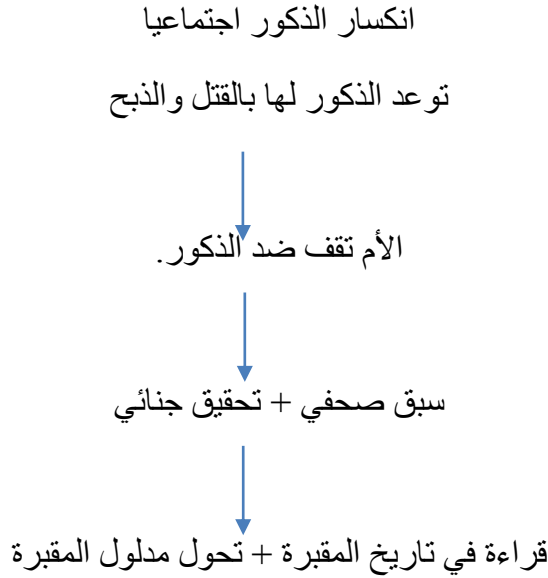 انكسار الذكور اجتماعيا
توعد الذكور لها بالقتل والذبح
الأم تقف ضد الذكور.
سبق صحفي + تحقيق جنائي
قراءة في تاريخ المقبرة + تحول مدلول المقبرة